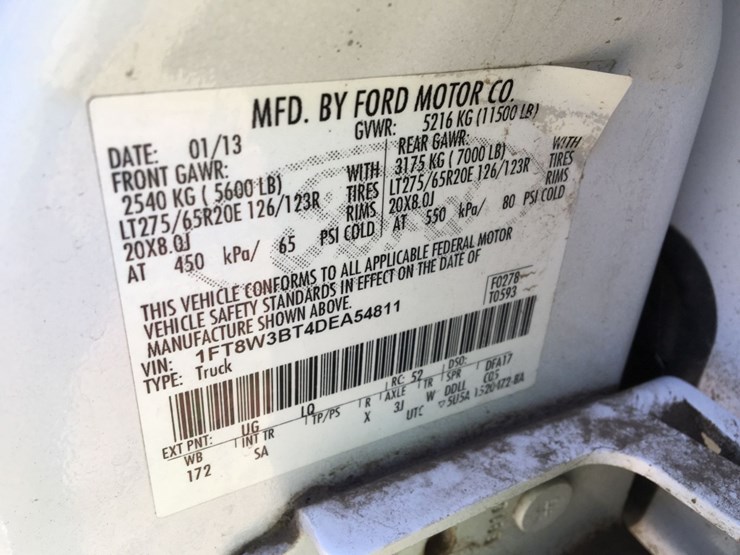 MFD. BY FORD MOTOR CO.
DATE: 01/13 GVWR: 5216 KG (11500 LB)
FRONT GAWR: REAR GAWR:
2540 KG ( 5600 LB) WITH 3175 KG ( 7000 LB) WITH
LT275/65R20E 126/123R TIRES LT275/65R20E 126/123R TIRES
20X8.0J RIMS 20X8.0J RIMS
AT 450 kPa/ 65 PSI COLD AT 550 kPa/ 80 PSI COLD
THIS VEHICLE CONFORMS TO ALL APPLICABLE FEDERAL MOTOR
VEHICLE SAFETY STANDARDS IN EFFECT ON THE DATE OF
MANUFACTURE SHOWN ABOVE.
VIN: 1FT8W3BT4DEA54811
TYPE: Truck
F0278
T0593
EXT PNT: UG LQ RC: 52 DSO:
WB INT TR TP/PS R AXLE TR SPR DFA17
172 SA X 3J W DDLL CQ5
UTC